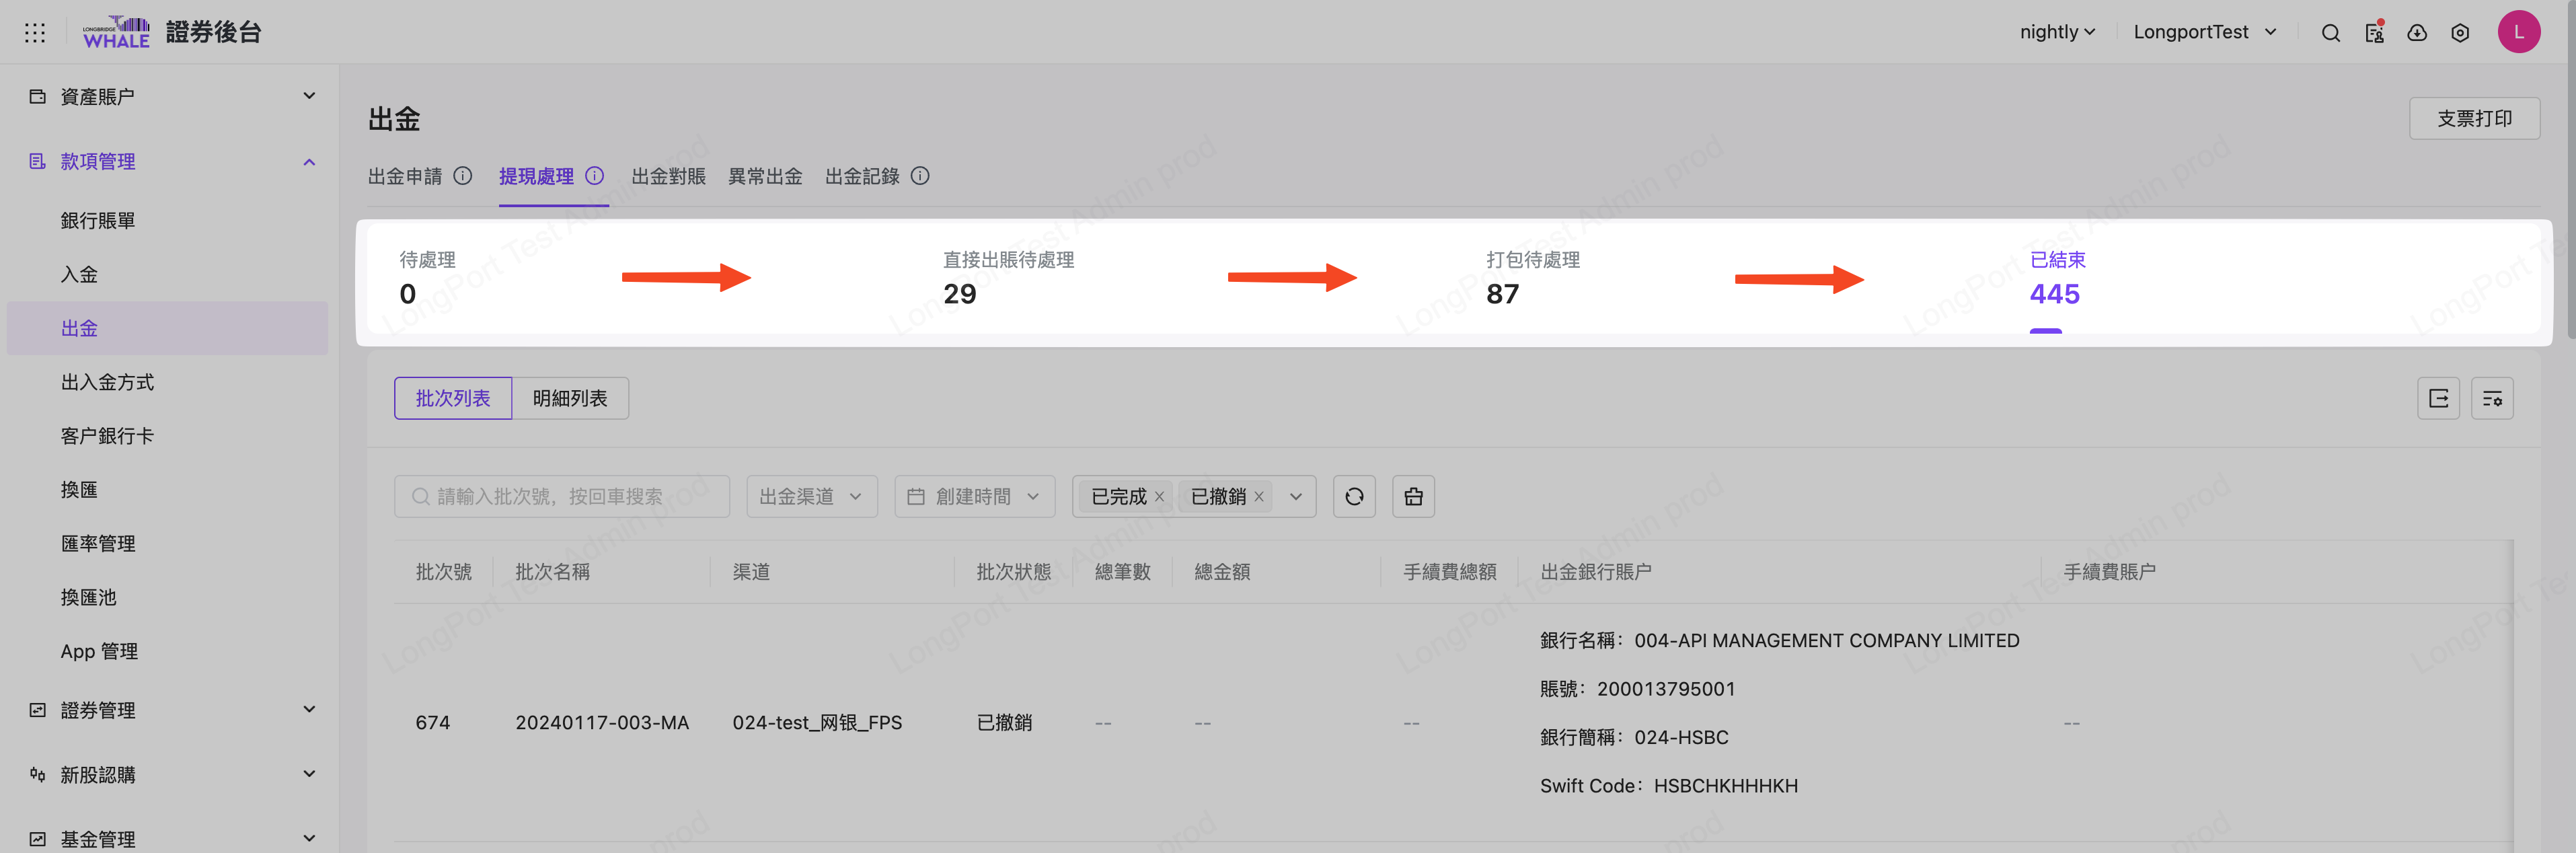 LONGBRIDGE WHALE 證券後台
nightly LongportTest L
資產賬户
款項管理
銀行賬單
入金
出金
出入金方式
客户銀行卡
換匯
匯率管理
換匯池
App 管理
證券管理
新股認購
基金管理
出金
支票打印
出金申請 提現處理 出金對賬 異常出金 出金記錄
待處理 直接出賬待處理 打包待處理 已結束
0 29 87 445
批次列表 明細列表
請輸入批次號，按回車搜索 出金渠道 創建時間 已完成 已撤銷
批次號 批次名稱 渠道 批次狀態 總筆數 總金額 手續費總額 出金銀行賬户 手續費賬户
銀行名稱：004-API MANAGEMENT COMPANY LIMITED
賬號：200013795001
674 20240117-003-MA 024-test_网银_FPS 已撤銷 -- -- -- --
銀行簡稱：024-HSBC
Swift Code：HSBCHKHHHKH
LongPort Test Admin prod